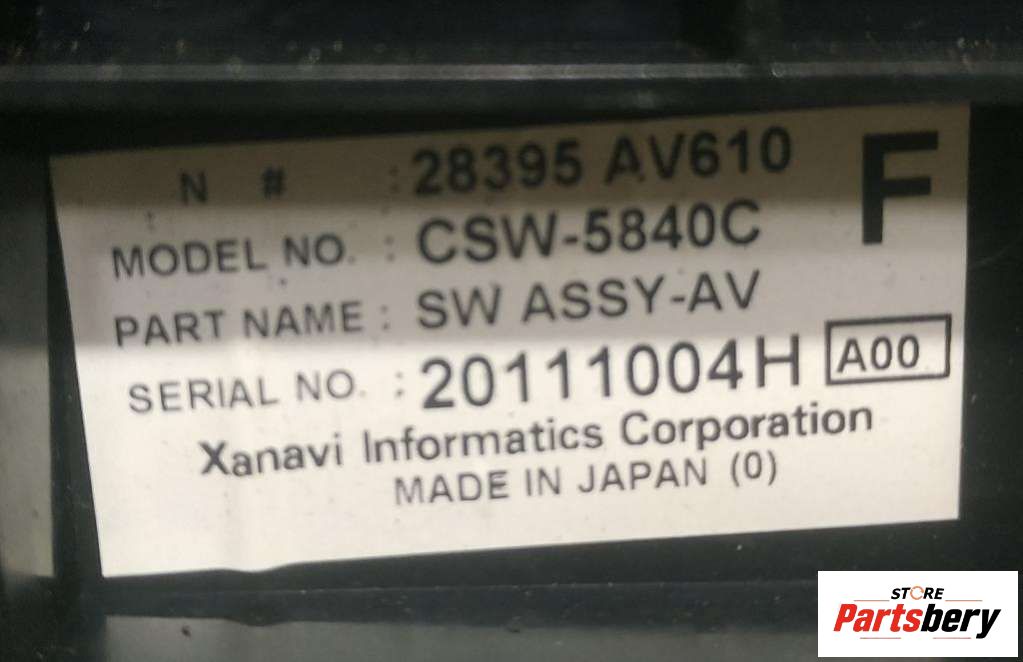 N # : 28395 AV610
F
MODEL NO. : CSW-5840C
PART NAME : SW ASSY-AV
SERIAL NO. : 20111004H A00
Xanavi Informatics Corporation
MADE IN JAPAN (0)
STORE
Partsbery